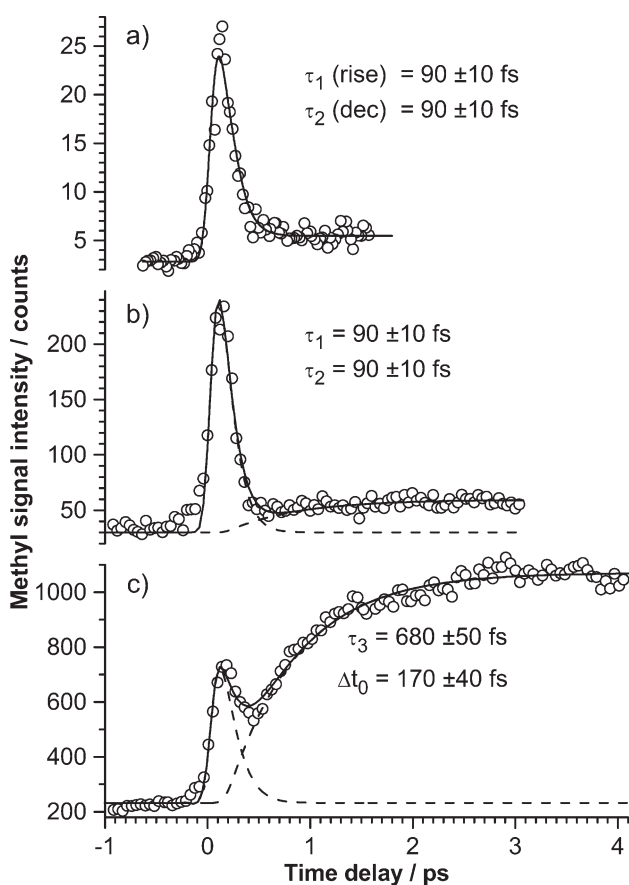 a)
τ1 (rise) = 90 ±10 fs
τ2 (dec) = 90 ±10 fs
25
20
15
10
5
b)
τ1 = 90 ±10 fs
τ2 = 90 ±10 fs
200
150
100
50
c)
τ3 = 680 ±50 fs
Δt0 = 170 ±40 fs
1000
800
600
400
200
Methyl signal intensity / counts
-1 0 1 2 3 4
Time delay / ps